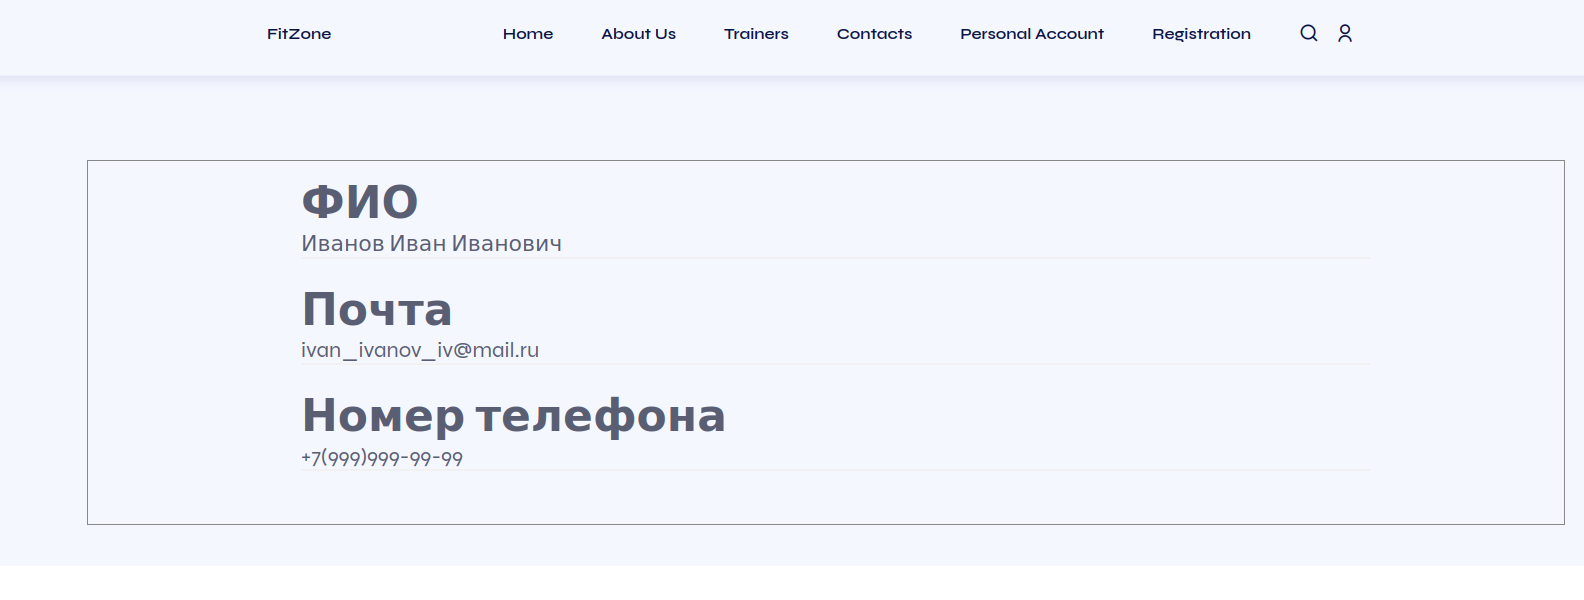 FitZone Home About Us Trainers Contacts Personal Account Registration
ФИО
Иванов Иван Иванович
Почта
ivan_ivanov_iv@mail.ru
Номер телефона
+7(999)999-99-99